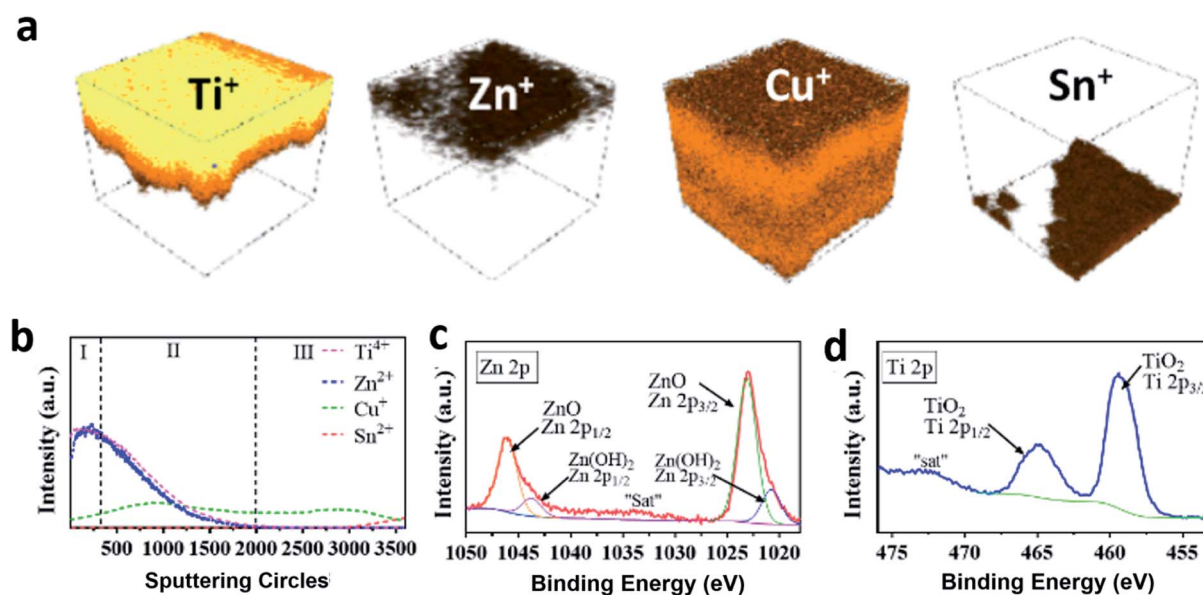 a
Ti⁺
Zn⁺
Cu⁺
Sn⁺
b
Intensity (a.u.)
I
II
III
Ti⁴⁺
Zn²⁺
Cu⁺
Sn²⁺
500 1000 1500 2000 2500 3000 3500
Sputtering Circles
c
Intensity (a.u.)
Zn 2p
ZnO
Zn 2p₁/₂
Zn(OH)₂
Zn 2p₁/₂
"Sat"
ZnO
Zn 2p₃/₂
Zn(OH)₂
Zn 2p₃/₂
1050 1045 1040 1035 1030 1025 1020
Binding Energy (eV)
d
Intensity (a.u.)
Ti 2p
"sat"
TiO₂
Ti 2p₁/₂
TiO₂
Ti 2p₃/₂
475 470 465 460 455
Binding Energy (eV)